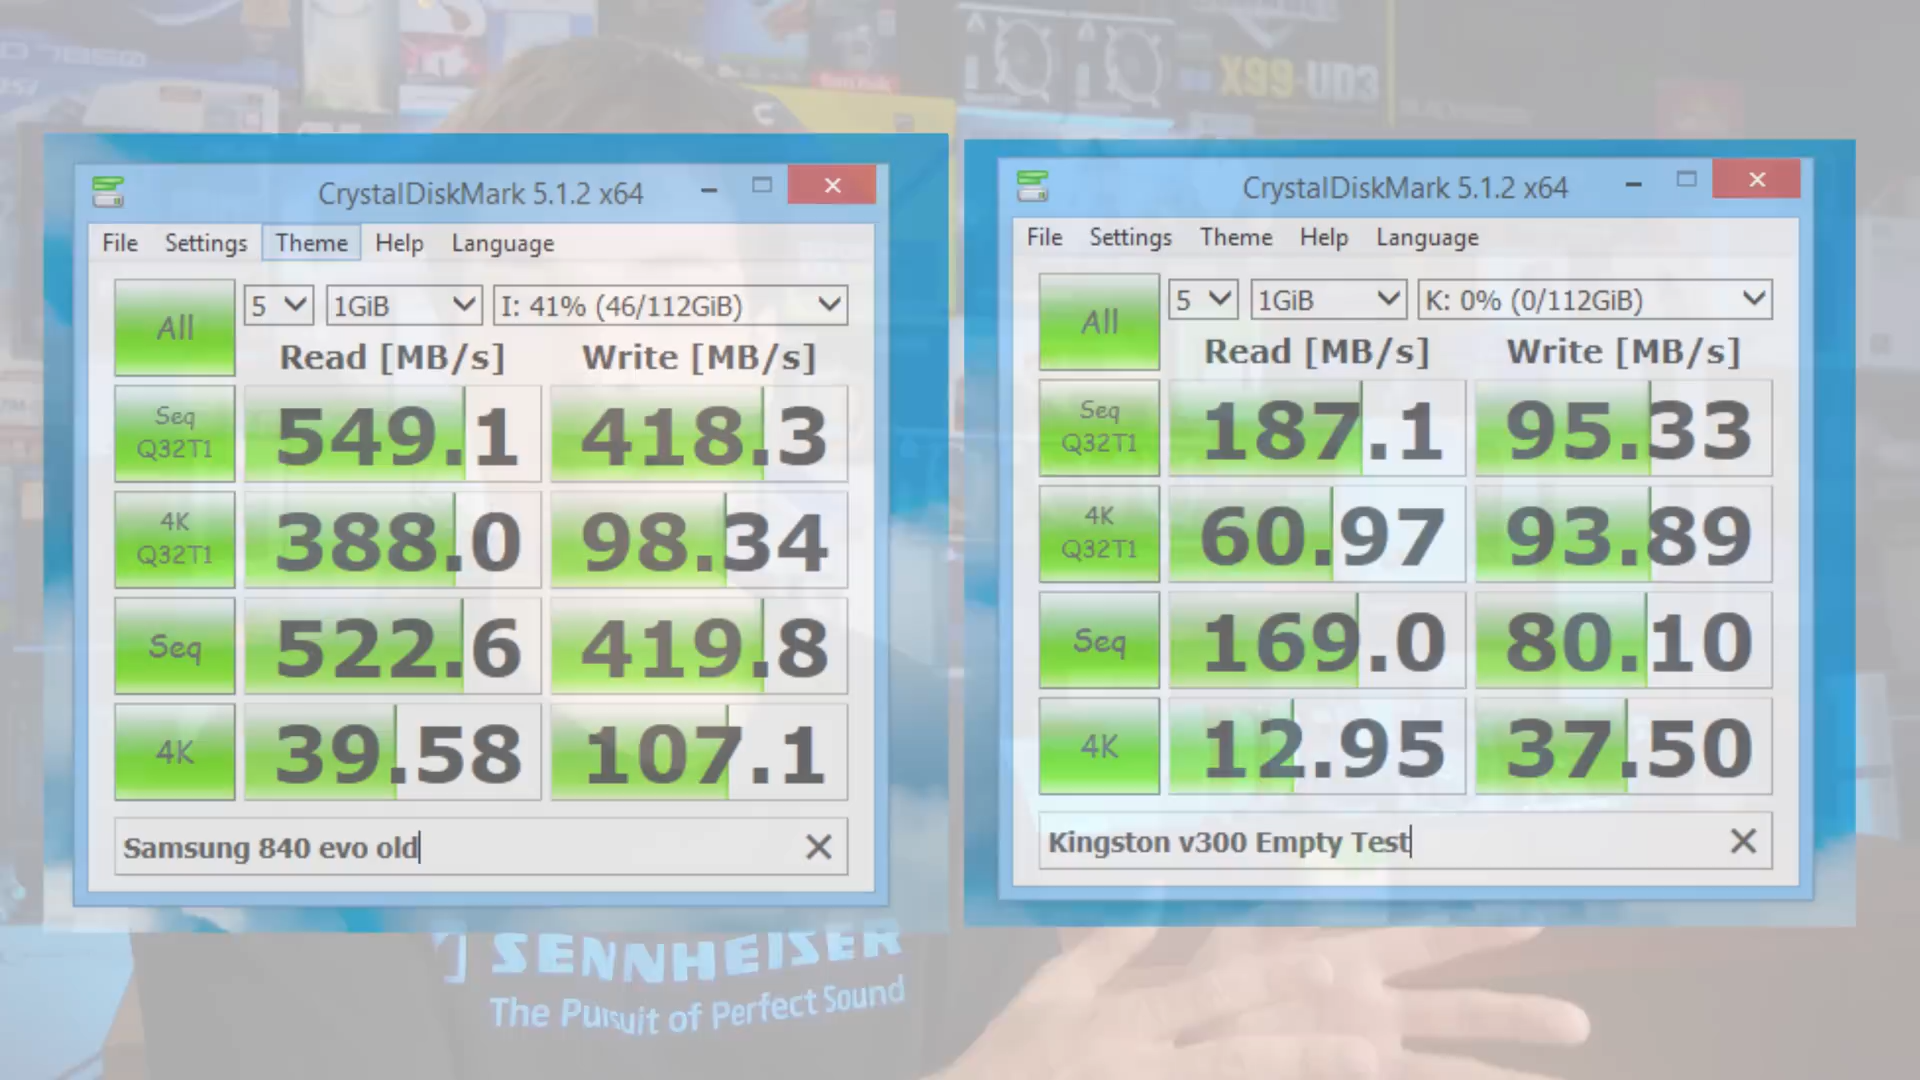 X99-UD3
CrystalDiskMark 5.1.2 x64
File Settings Theme Help Language
All 5 1GiB I: 41% (46/112GiB)
Read [MB/s] Write [MB/s]
Seq Q32T1 549.1 418.3
4K Q32T1 388.0 98.34
Seq 522.6 419.8
4K 39.58 107.1
Samsung 840 evo old
CrystalDiskMark 5.1.2 x64
File Settings Theme Help Language
All 5 1GiB K: 0% (0/112GiB)
Read [MB/s] Write [MB/s]
Seq Q32T1 187.1 95.33
4K Q32T1 60.97 93.89
Seq 169.0 80.10
4K 12.95 37.50
Kingston v300 Empty Test
SENNHEISER
The Pursuit of Perfect Sound